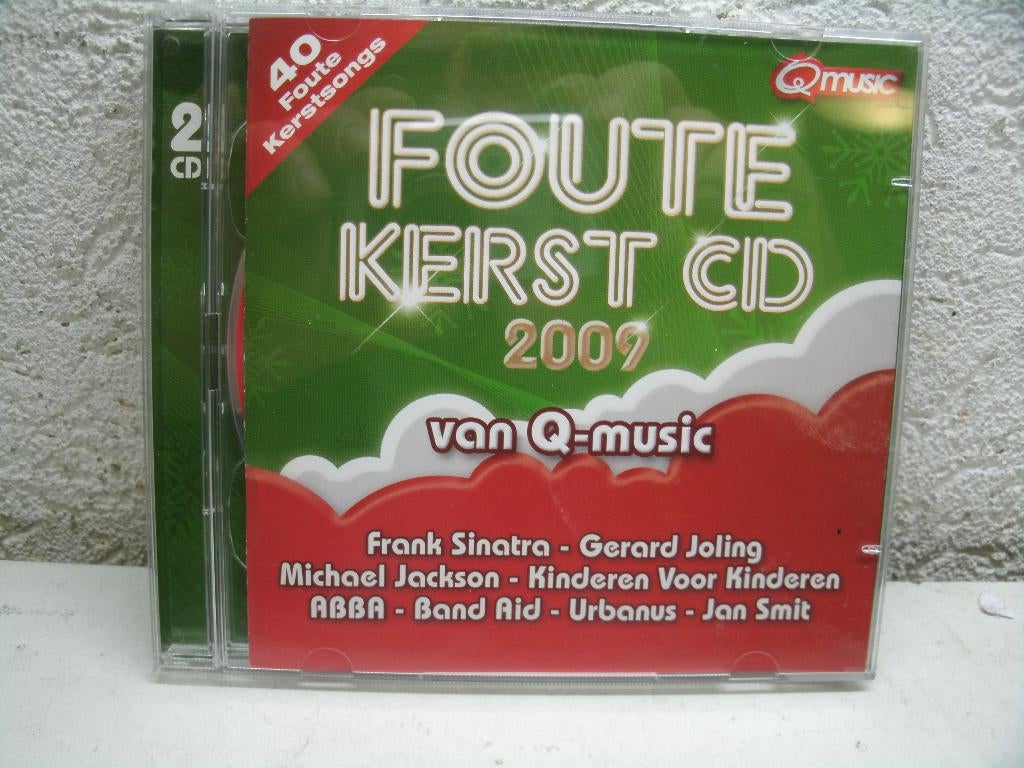 40
Foute
Kerstsongs
Q music
2
CD
FOUTE
KERST CD
2009
van Q-music
Frank Sinatra - Gerard Joling
Michael Jackson - Kinderen Voor Kinderen
ABBA - Band Aid - Urbanus - Jan Smit